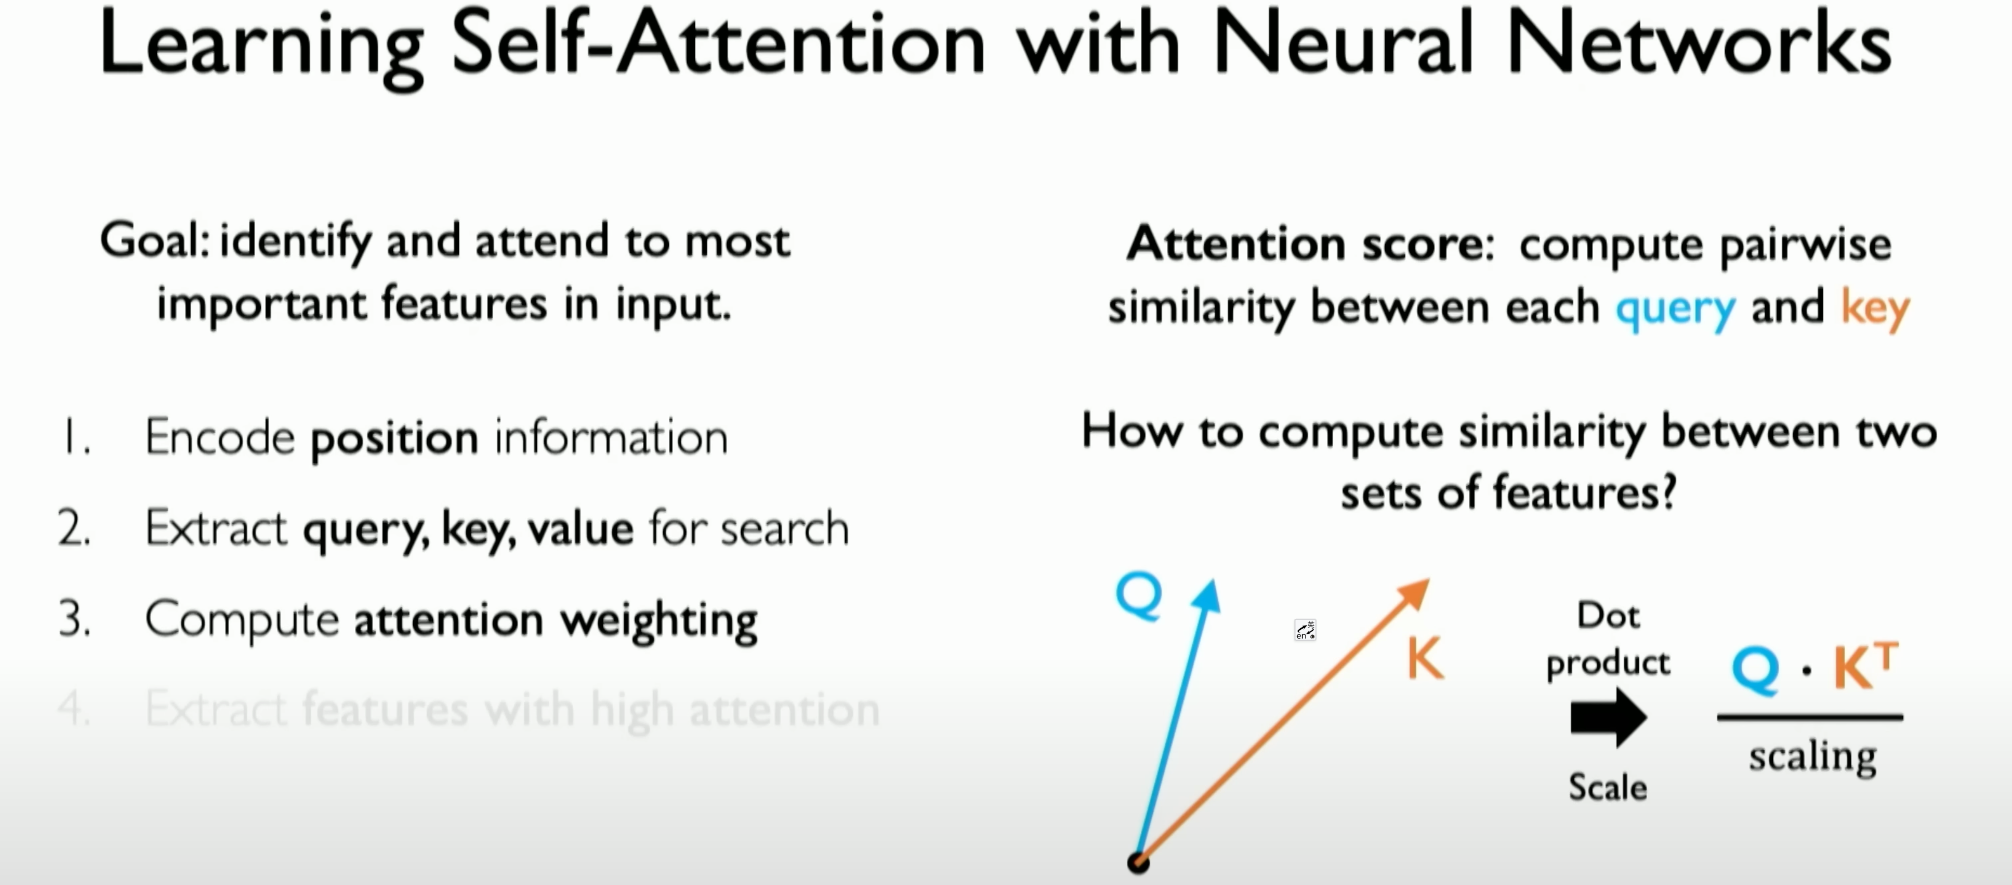 Learning Self-Attention with Neural Networks
Goal: identify and attend to most
important features in input.
1. Encode position information
2. Extract query, key, value for search
3. Compute attention weighting
4. Extract features with high attention
Attention score: compute pairwise
similarity between each query and key
How to compute similarity between two
sets of features?
Q
K
Dot
product
Scale
Q · Kᵀ
scaling
en